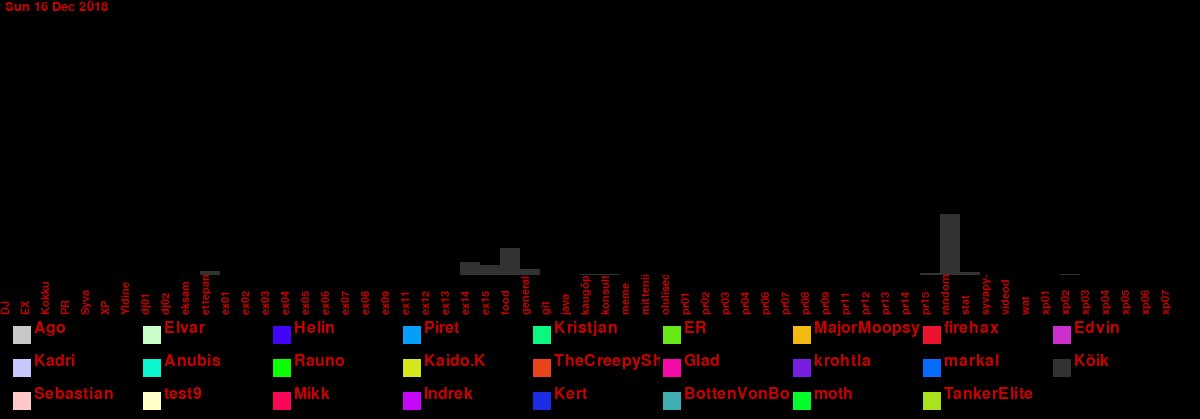 Sun 16 Dec 2018
DJ
EX
Kokku
PR
Syva
XP
Yldine
dj01
dj02
eksam
ettepan
ex01
ex02
ex03
ex04
ex05
ex06
ex07
ex08
ex09
ex11
ex12
ex13
ex14
ex15
food
general
git
java
kaugõp
konsult
meme
mitteni
olulised
pr01
pr02
pr03
pr04
pr06
pr07
pr08
pr09
pr11
pr12
pr13
pr14
pr15
random
stat
syvapy-
videod
wat
xp01
xp02
xp03
xp04
xp05
xp06
xp07
Ago Elvar Helin Piret Kristjan ER MajorMoopsy firehax Edvin
Kadri Anubis Rauno Kaido.K TheCreepySh Glad krohtla markal Kõik
Sebastian test9 Mikk Indrek Kert BottenVonBo moth TankerElite